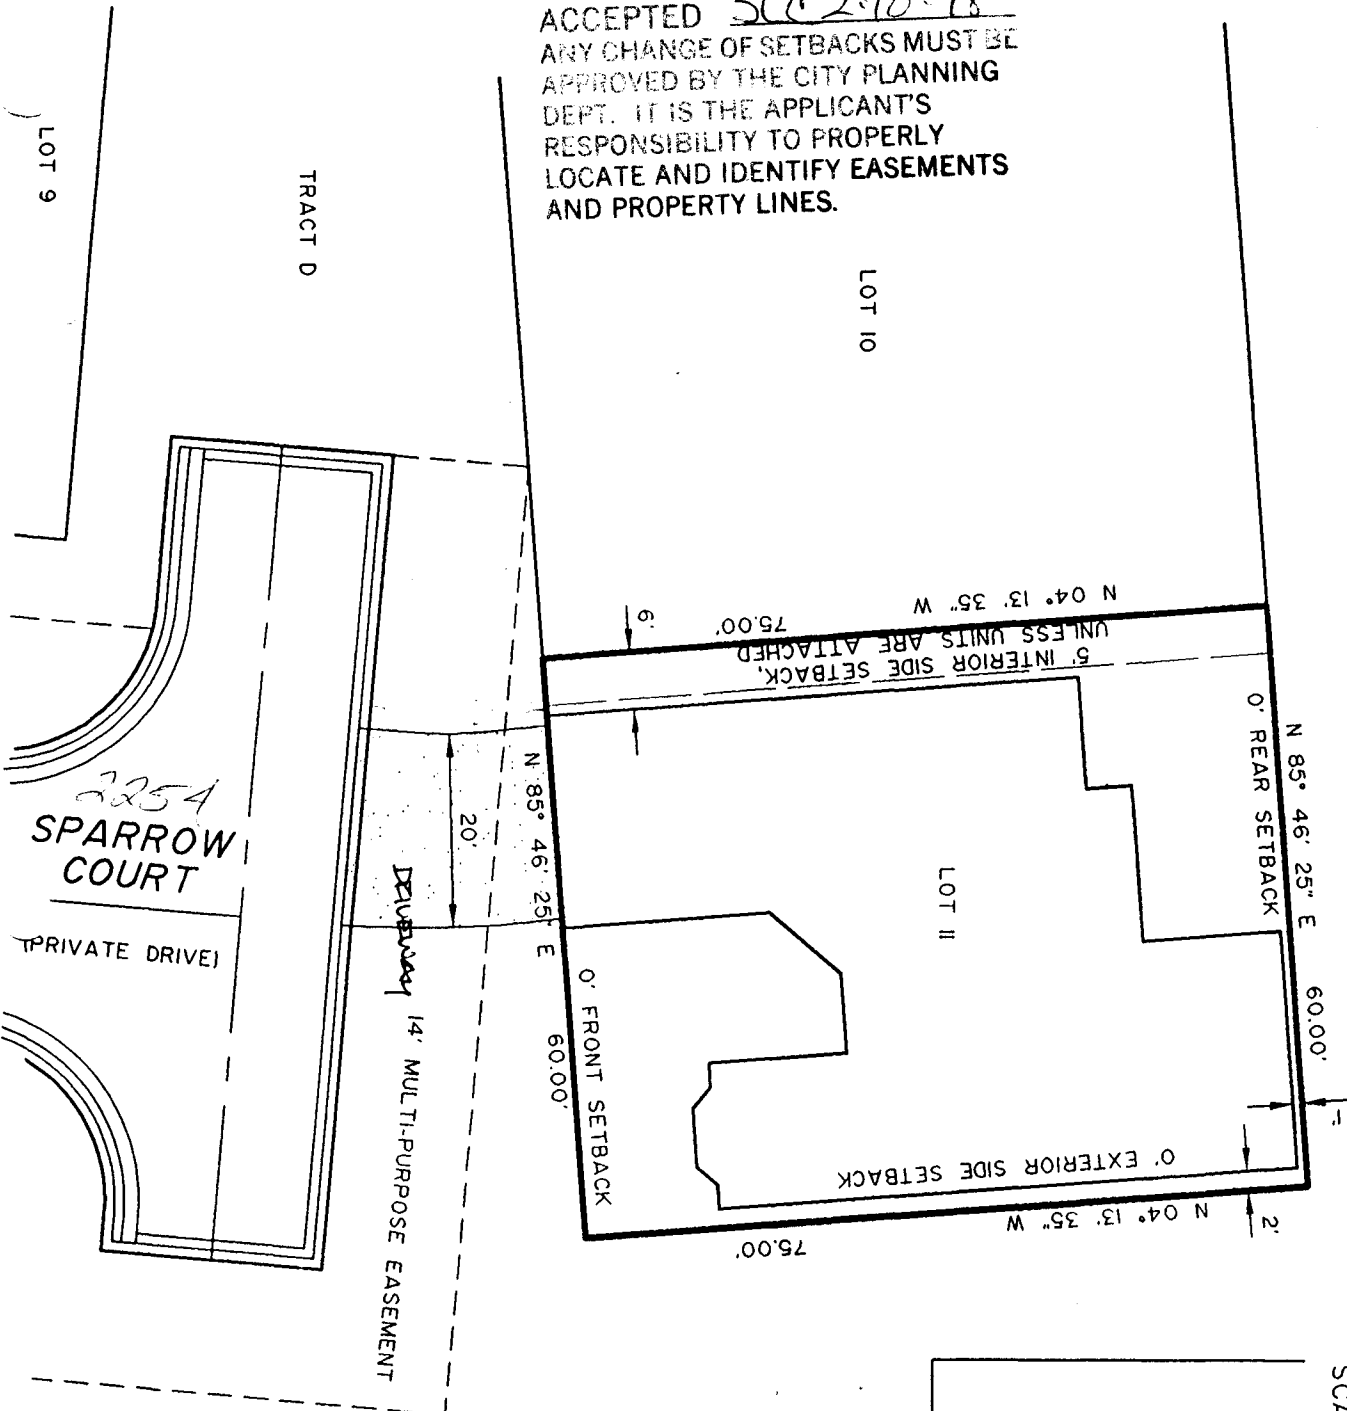 ACCEPTED
ANY CHANGE OF SETBACKS MUST BE
APPROVED BY THE CITY PLANNING
DEPT. IT IS THE APPLICANT'S
RESPONSIBILITY TO PROPERLY
LOCATE AND IDENTIFY EASEMENTS
AND PROPERTY LINES.
LOT 9
TRACT D
LOT 10
N 04° 13' 35" W
75.00'
6'
5' INTERIOR SIDE SETBACK,
UNLESS UNITS ARE ATTACHED
N 85° 46' 25" E
60.00'
0' REAR SETBACK
LOT 11
N 85° 46' 25" E
60.00'
0' FRONT SETBACK
20'
2254
SPARROW
COURT
(PRIVATE DRIVE)
DRIVEWAY
14' MULTI-PURPOSE EASEMENT
0' EXTERIOR SIDE SETBACK
N 04° 13' 35" W
75.00'
2'
1"
SCA